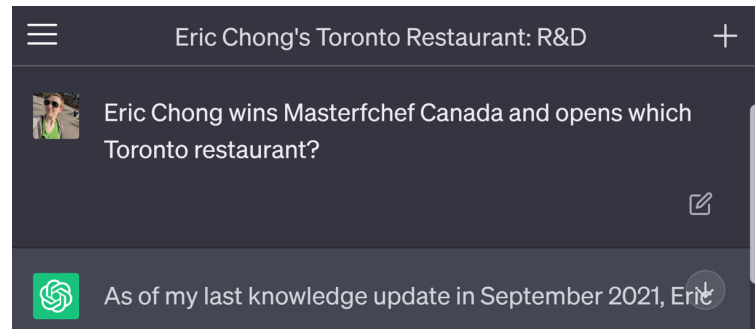 Eric Chong's Toronto Restaurant: R&D
Eric Chong wins Masterfchef Canada and opens which
Toronto restaurant?
As of my last knowledge update in September 2021, Eric